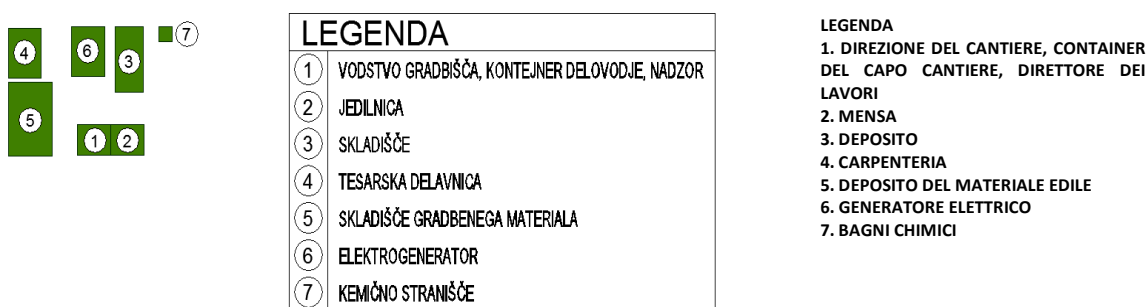 4
6
3
7
5
1
2
LEGENDA
1 VODSTVO GRADBIŠČA, KONTEJNER DELOVODJE, NADZOR
2 JEDILNICA
3 SKLADIŠČE
4 TESARSKA DELAVNICA
5 SKLADIŠČE GRADBENEGA MATERIALA
6 ELEKTROGENERATOR
7 KEMIČNO STRANIŠČE
LEGENDA
1. DIREZIONE DEL CANTIERE, CONTAINER
DEL CAPO CANTIERE, DIRETTORE DEI
LAVORI
2. MENSA
3. DEPOSITO
4. CARPENTERIA
5. DEPOSITO DEL MATERIALE EDILE
6. GENERATORE ELETTRICO
7. BAGNI CHIMICI